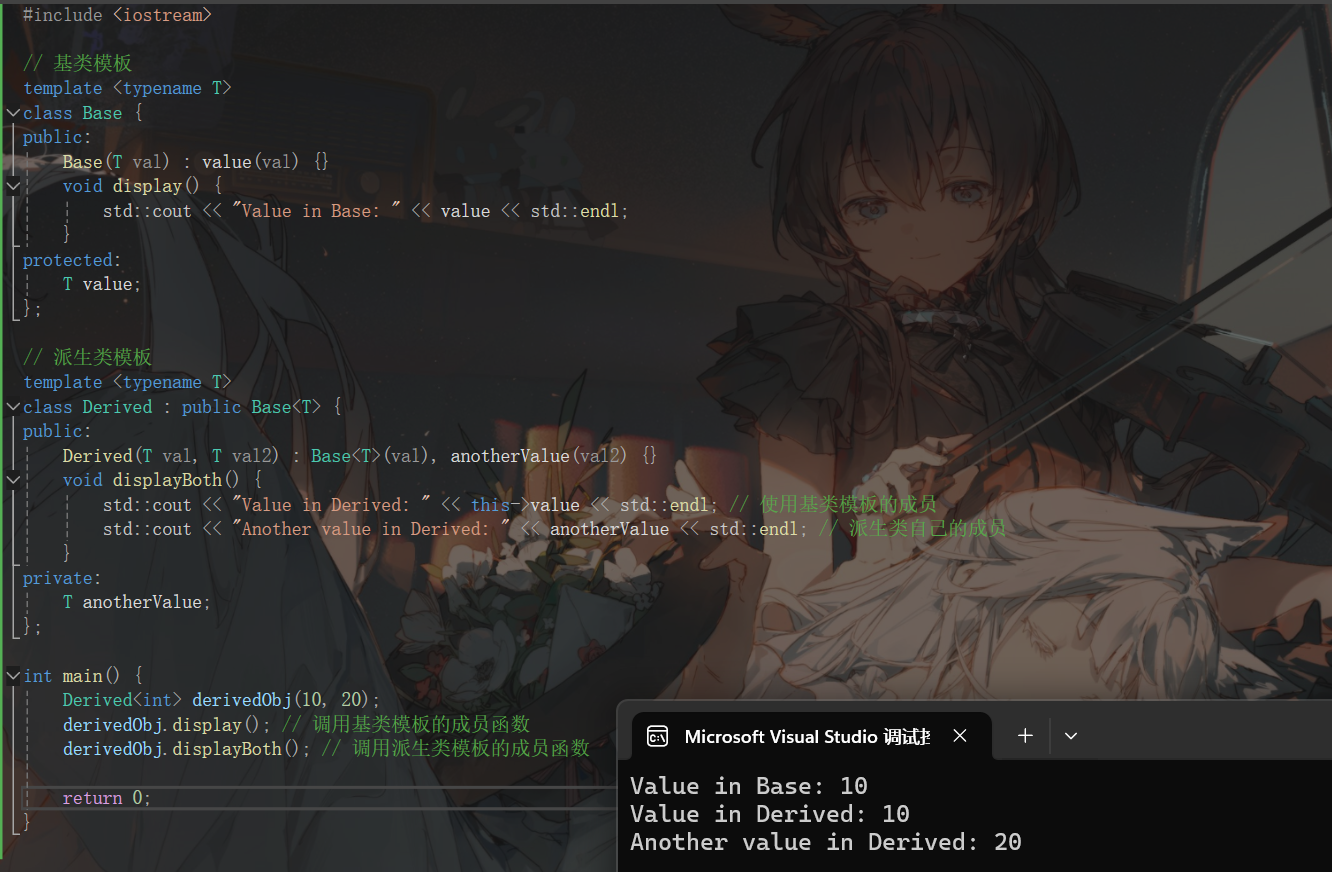 #include <iostream>
// 基类模板
template <typename T>
class Base {
public:
    Base(T val) : value(val) {}
    void display() {
        std::cout << "Value in Base: " << value << std::endl;
    }
protected:
    T value;
};
// 派生类模板
template <typename T>
class Derived : public Base<T> {
public:
    Derived(T val, T val2) : Base<T>(val), anotherValue(val2) {}
    void displayBoth() {
        std::cout << "Value in Derived: " << this->value << std::endl; // 使用基类模板的成员
        std::cout << "Another value in Derived: " << anotherValue << std::endl; // 派生类自己的成员
    }
private:
    T anotherValue;
};
int main() {
    Derived<int> derivedObj(10, 20);
    derivedObj.display(); // 调用基类模板的成员函数
    derivedObj.displayBoth(); // 调用派生类模板的成员函数
    return 0;
}
Microsoft Visual Studio 调试
Value in Base: 10
Value in Derived: 10
Another value in Derived: 20